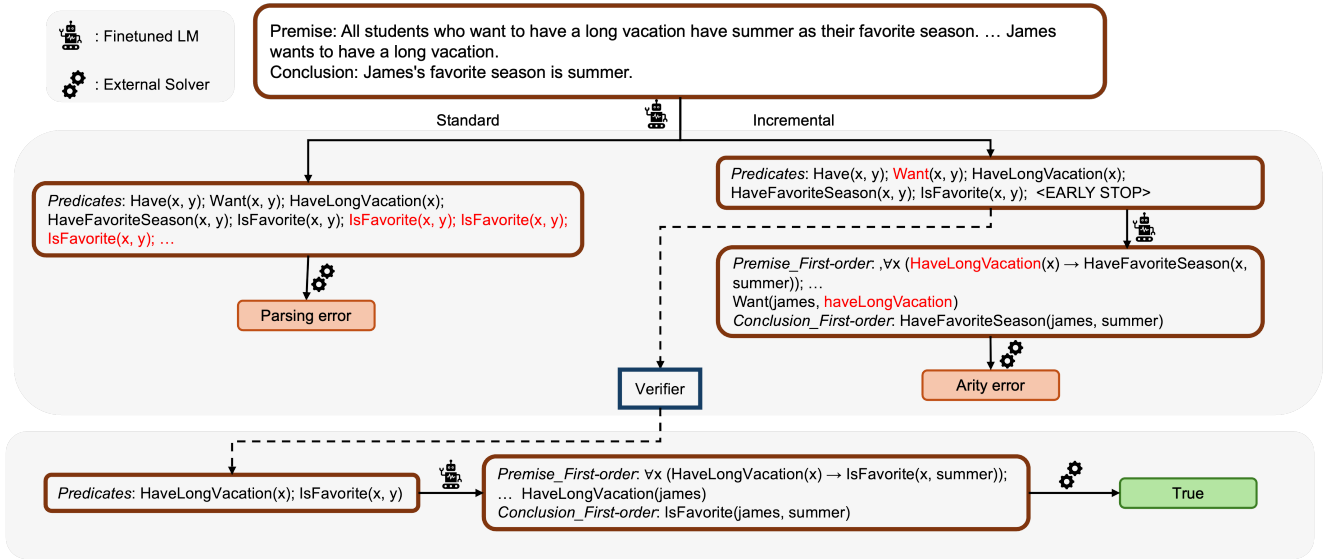 : Finetuned LM
: External Solver
Premise: All students who want to have a long vacation have summer as their favorite season. … James
wants to have a long vacation.
Conclusion: James's favorite season is summer.
Standard
Incremental
Predicates: Have(x, y); Want(x, y); HaveLongVacation(x);
HaveFavoriteSeason(x, y); IsFavorite(x, y); IsFavorite(x, y); IsFavorite(x, y);
IsFavorite(x, y); …
Parsing error
Predicates: Have(x, y); Want(x, y); HaveLongVacation(x);
HaveFavoriteSeason(x, y); IsFavorite(x, y); <EARLY STOP>
Premise_First-order: ,∀x (HaveLongVacation(x) → HaveFavoriteSeason(x,
summer)); …
Want(james, haveLongVacation)
Conclusion_First-order: HaveFavoriteSeason(james, summer)
Arity error
Verifier
Predicates: HaveLongVacation(x); IsFavorite(x, y)
Premise_First-order: ∀x (HaveLongVacation(x) → IsFavorite(x, summer));
… HaveLongVacation(james)
Conclusion_First-order: IsFavorite(james, summer)
True